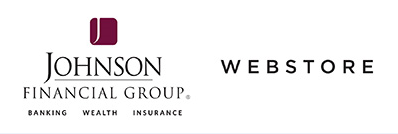 J
JOHNSON
FINANCIAL GROUP®
BANKING WEALTH INSURANCE
WEBSTORE